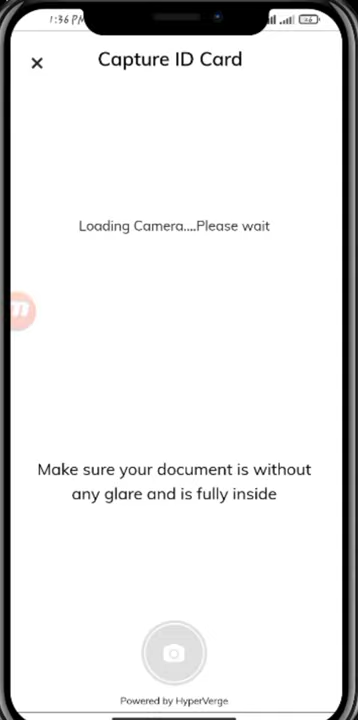 1:36 PM
Capture ID Card
Loading Camera....Please wait
Make sure your document is without
any glare and is fully inside
Powered by HyperVerge